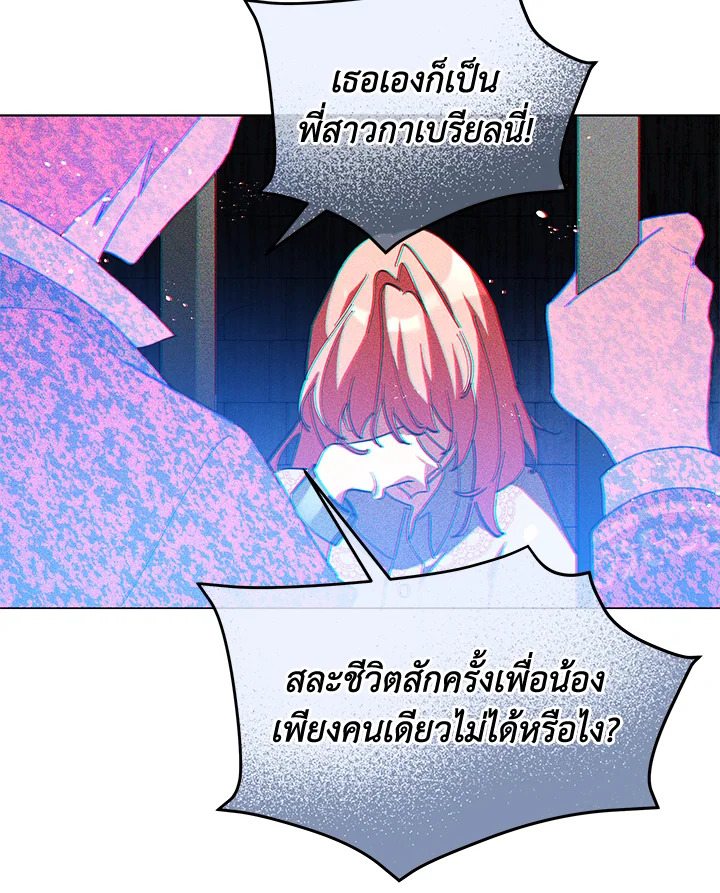 เธอเองก็เป็น
พี่สาวกาเบรียลนี่!
สละชีวิตสักครั้งเพื่อน้อง
เพียงคนเดียวไม่ได้หรือไง?